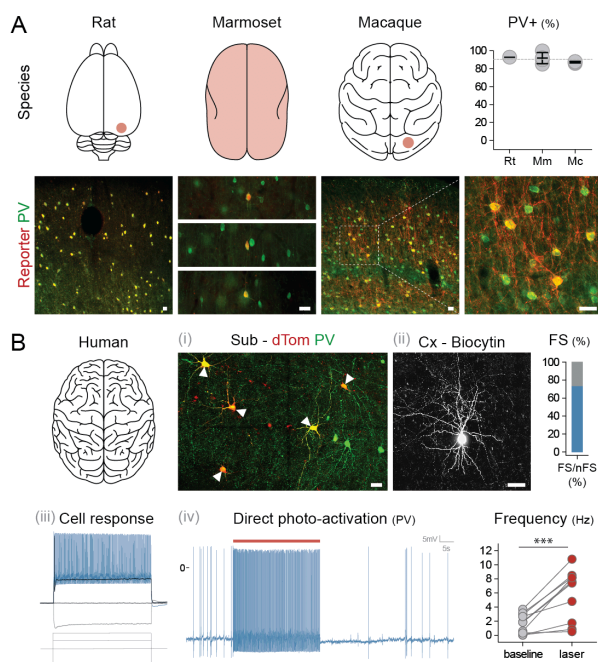 A
Rat
Marmoset
Macaque
PV+ (%)
Species
100
80
60
40
20
0
Rt Mm Mc
Reporter PV
B
Human
(i) Sub - dTom PV
(ii) Cx - Biocytin
FS (%)
100
80
60
40
20
0
FS/nFS
(%)
(iii) Cell response
(iv) Direct photo-activation (PV)
5mV
5s
0-
Frequency (Hz)
***
12
10
8
6
4
2
0
baseline laser